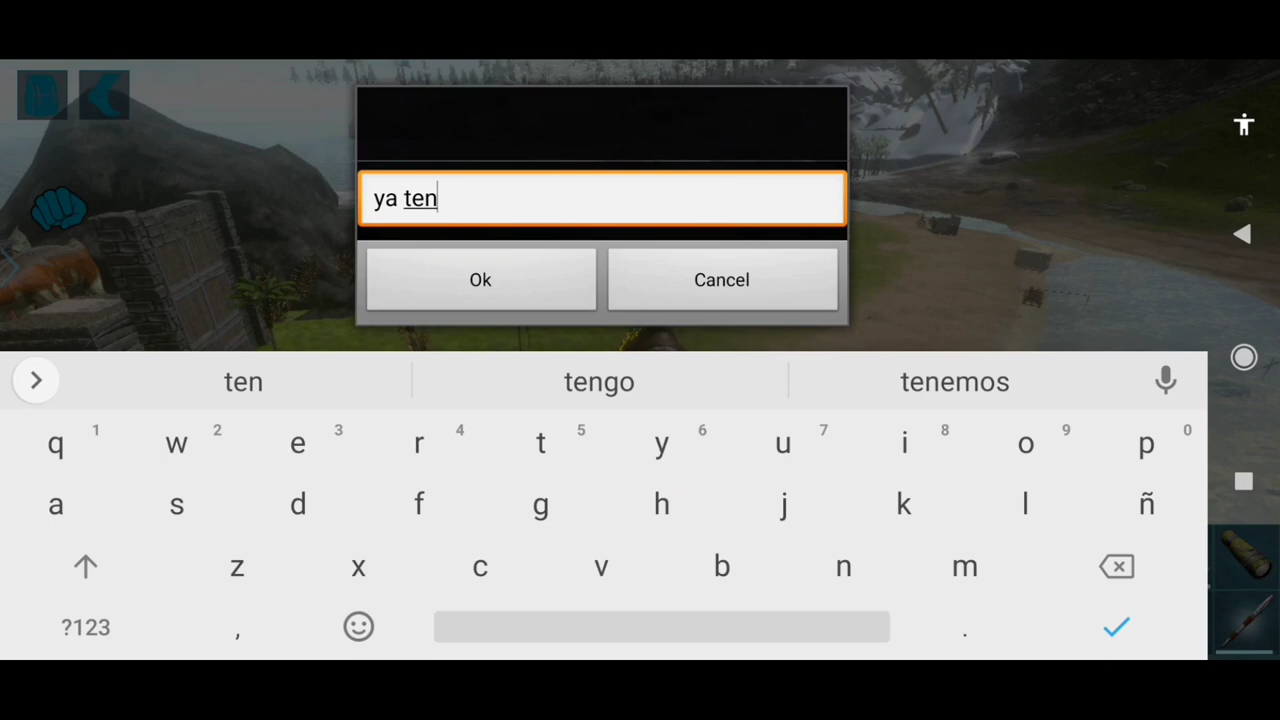 ya ten
Ok Cancel
ten tengo tenemos
q 1 w 2 e 3 r 4 t 5 y 6 u 7 i 8 o 9 p 0
a s d f g h j k l ñ
z x c v b n m
?123 , .